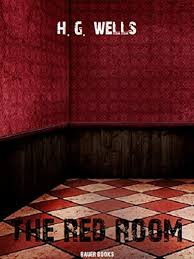 H. G. WELLS
THE RED ROOM
BAUER BOOKS